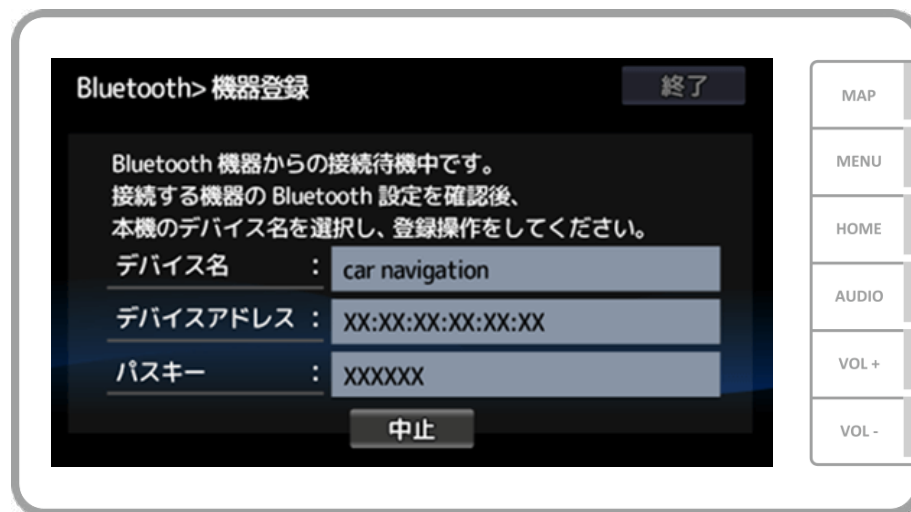 Bluetooth> 機器登録
終了
Bluetooth 機器からの接続待機中です。
接続する機器の Bluetooth 設定を確認後、
本機のデバイス名を選択し、登録操作をしてください。
デバイス名 : car navigation
デバイスアドレス : XX:XX:XX:XX:XX:XX
パスキー : XXXXXX
中止
MAP
MENU
HOME
AUDIO
VOL +
VOL -